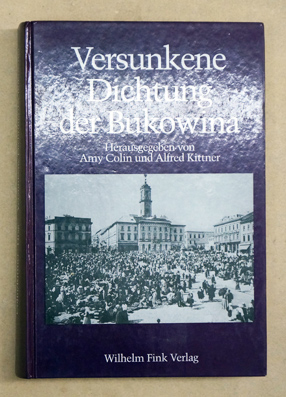 Versunkene
Dichtung
der Bukowina
Herausgegeben von
Amy Colin und Alfred Kittner
Wilhelm Fink Verlag